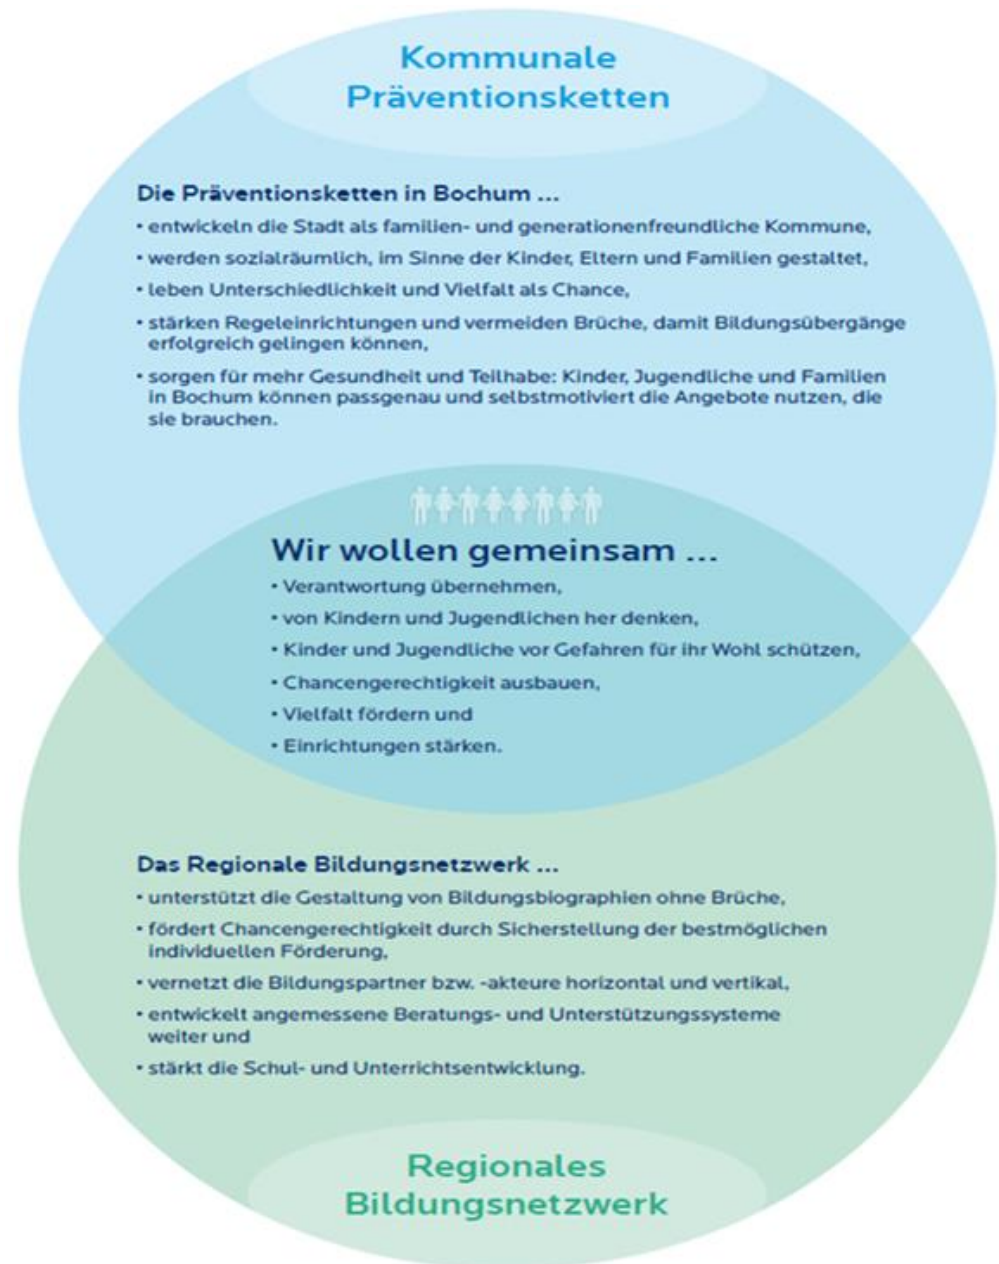 Kommunale
Präventionsketten
Die Präventionsketten in Bochum ...
• entwickeln die Stadt als familien- und generationenfreundliche Kommune,
• werden sozialräumlich, im Sinne der Kinder, Eltern und Familien gestaltet,
• leben Unterschiedlichkeit und Vielfalt als Chance,
• stärken Regeleinrichtungen und vermeiden Brüche, damit Bildungsübergänge
erfolgreich gelingen können,
• sorgen für mehr Gesundheit und Teilhabe: Kinder, Jugendliche und Familien
in Bochum können passgenau und selbstmotiviert die Angebote nutzen, die
sie brauchen.
Wir wollen gemeinsam ...
• Verantwortung übernehmen,
• von Kindern und Jugendlichen her denken,
• Kinder und Jugendliche vor Gefahren für ihr Wohl schützen,
• Chancengerechtigkeit ausbauen,
• Vielfalt fördern und
• Einrichtungen stärken.
Das Regionale Bildungsnetzwerk ...
• unterstützt die Gestaltung von Bildungsbiographien ohne Brüche,
• fördert Chancengerechtigkeit durch Sicherstellung der bestmöglichen
individuellen Förderung,
• vernetzt die Bildungspartner bzw. -akteure horizontal und vertikal,
• entwickelt angemessene Beratungs- und Unterstützungssysteme
weiter und
• stärkt die Schul- und Unterrichtsentwicklung.
Regionales
Bildungsnetzwerk